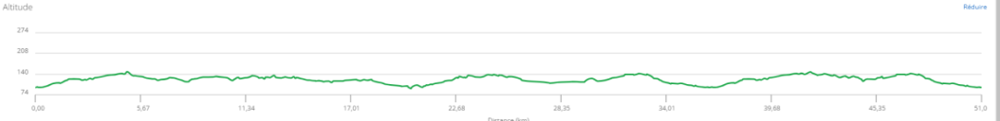 Altitude
Réduire
274
208
140
74
0,00 5,67 11,34 17,01 22,68 28,35 34,01 39,68 45,35 51,0
Distance (km)